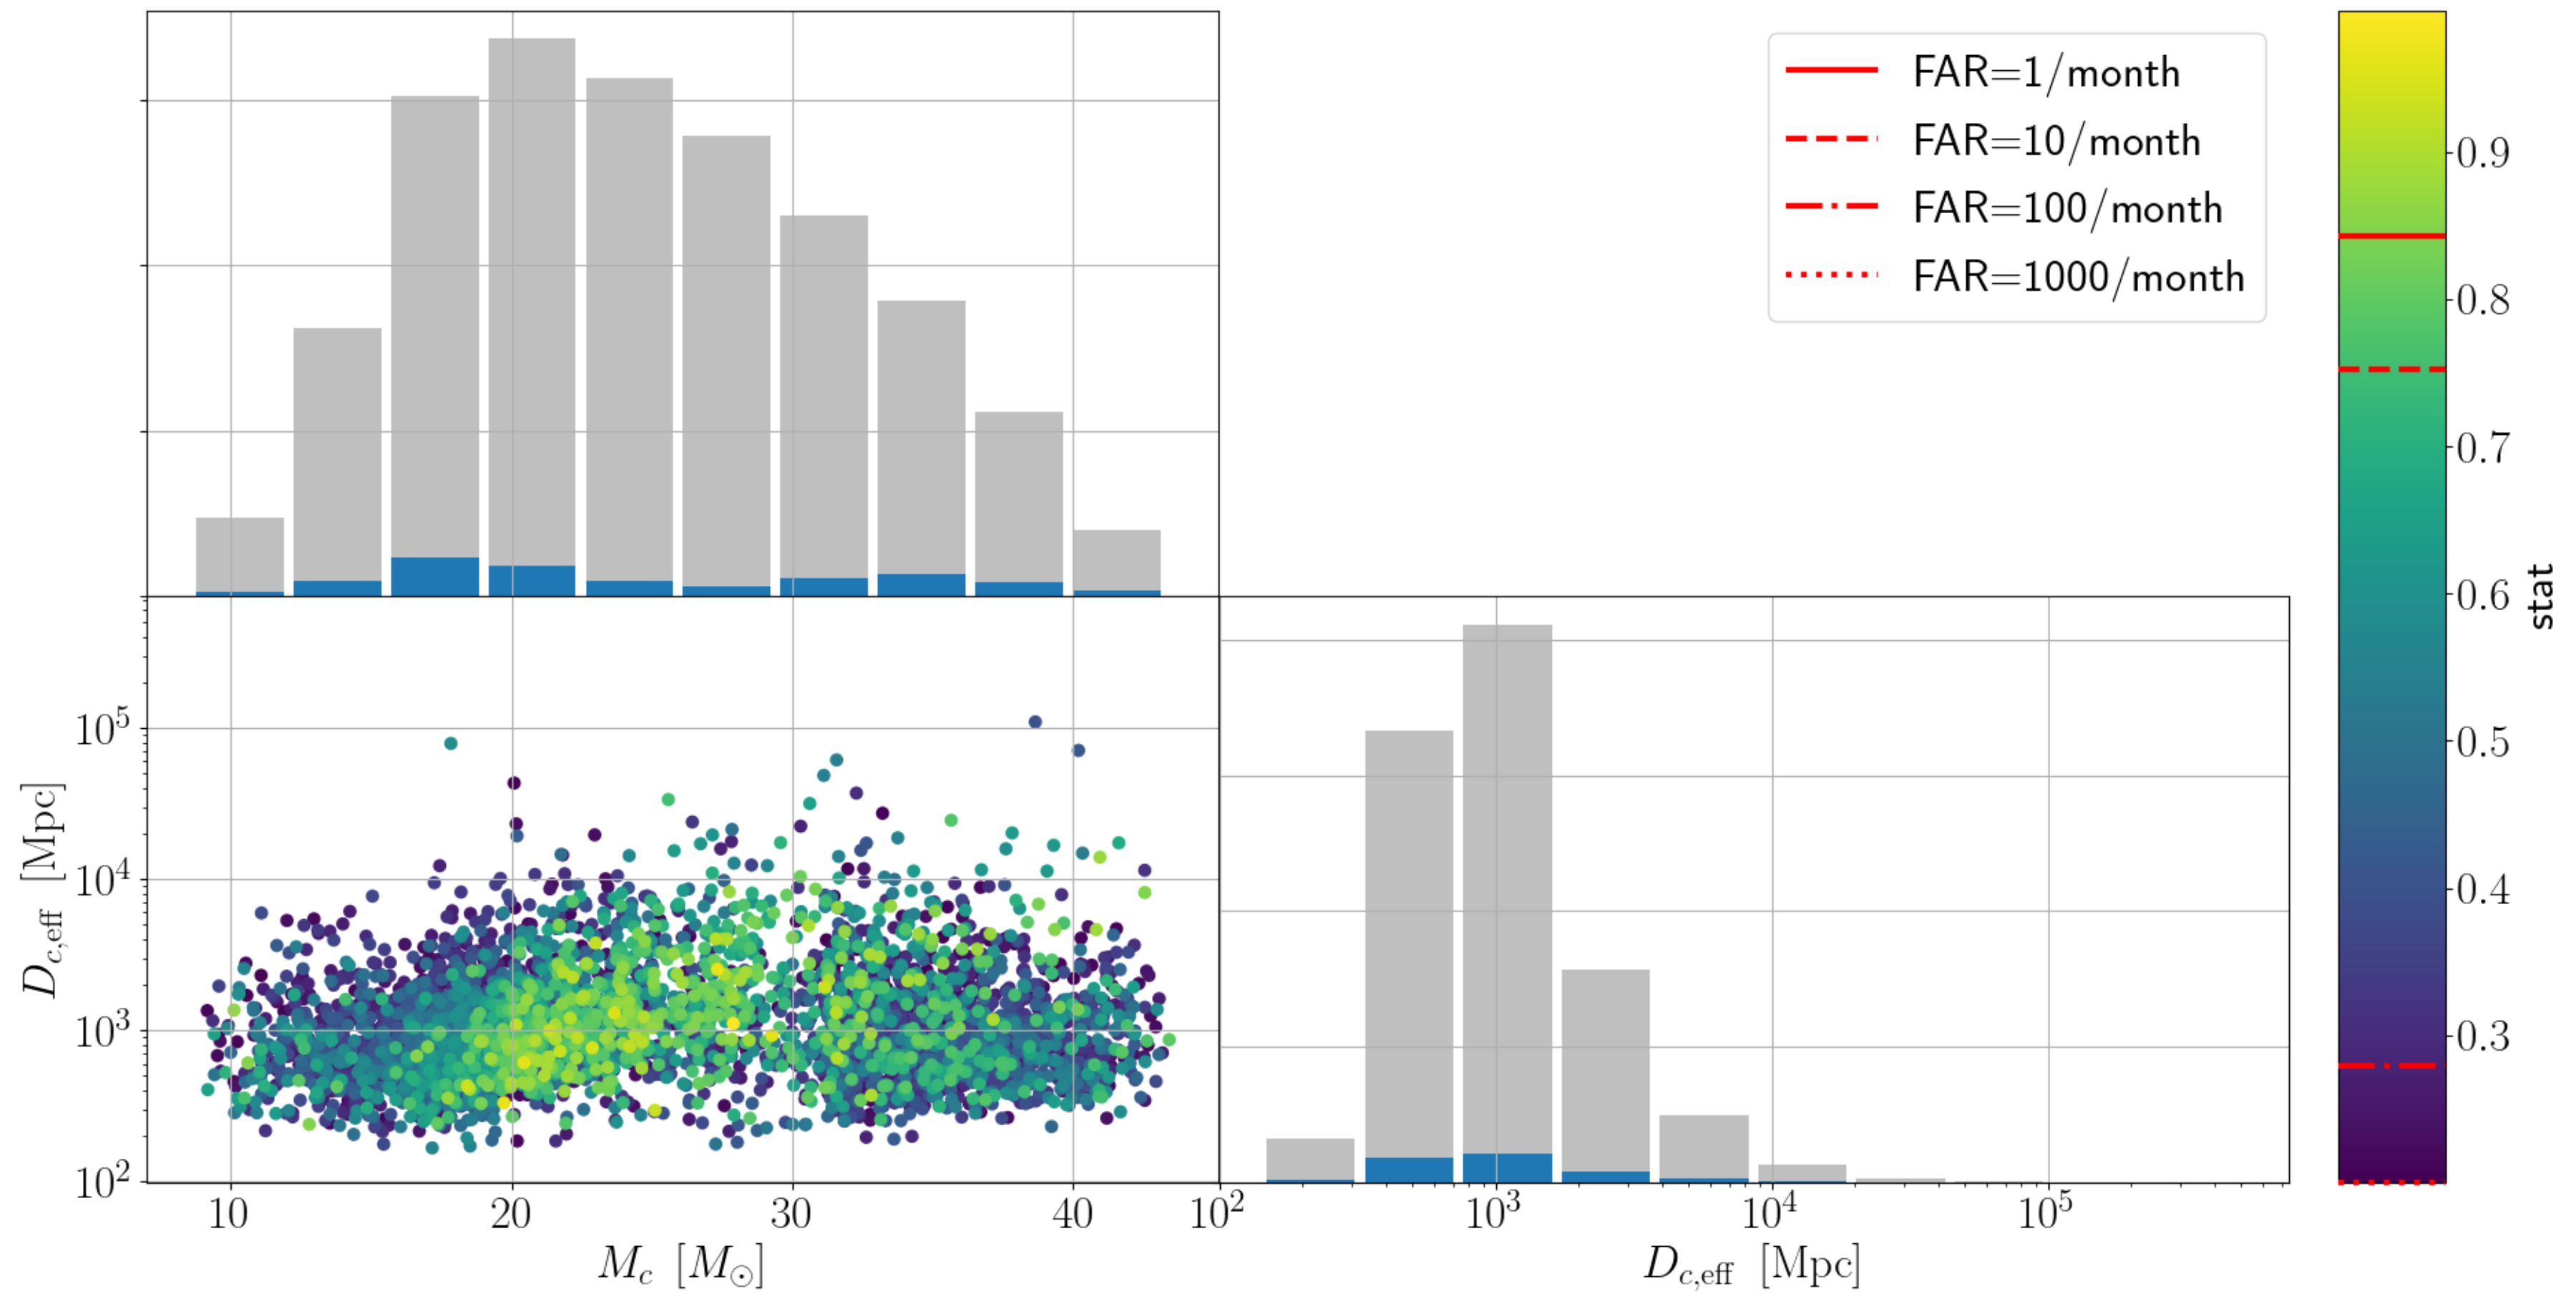 FAR=1/month
FAR=10/month
FAR=100/month
FAR=1000/month
0.9
0.8
0.7
0.6
0.5
0.4
0.3
stat
10^5
10^4
10^3
10^2
D_{c,eff} [Mpc]
10
20
30
40
M_c [M_⊙]
10^2
10^3
10^4
10^5
D_{c,eff} [Mpc]